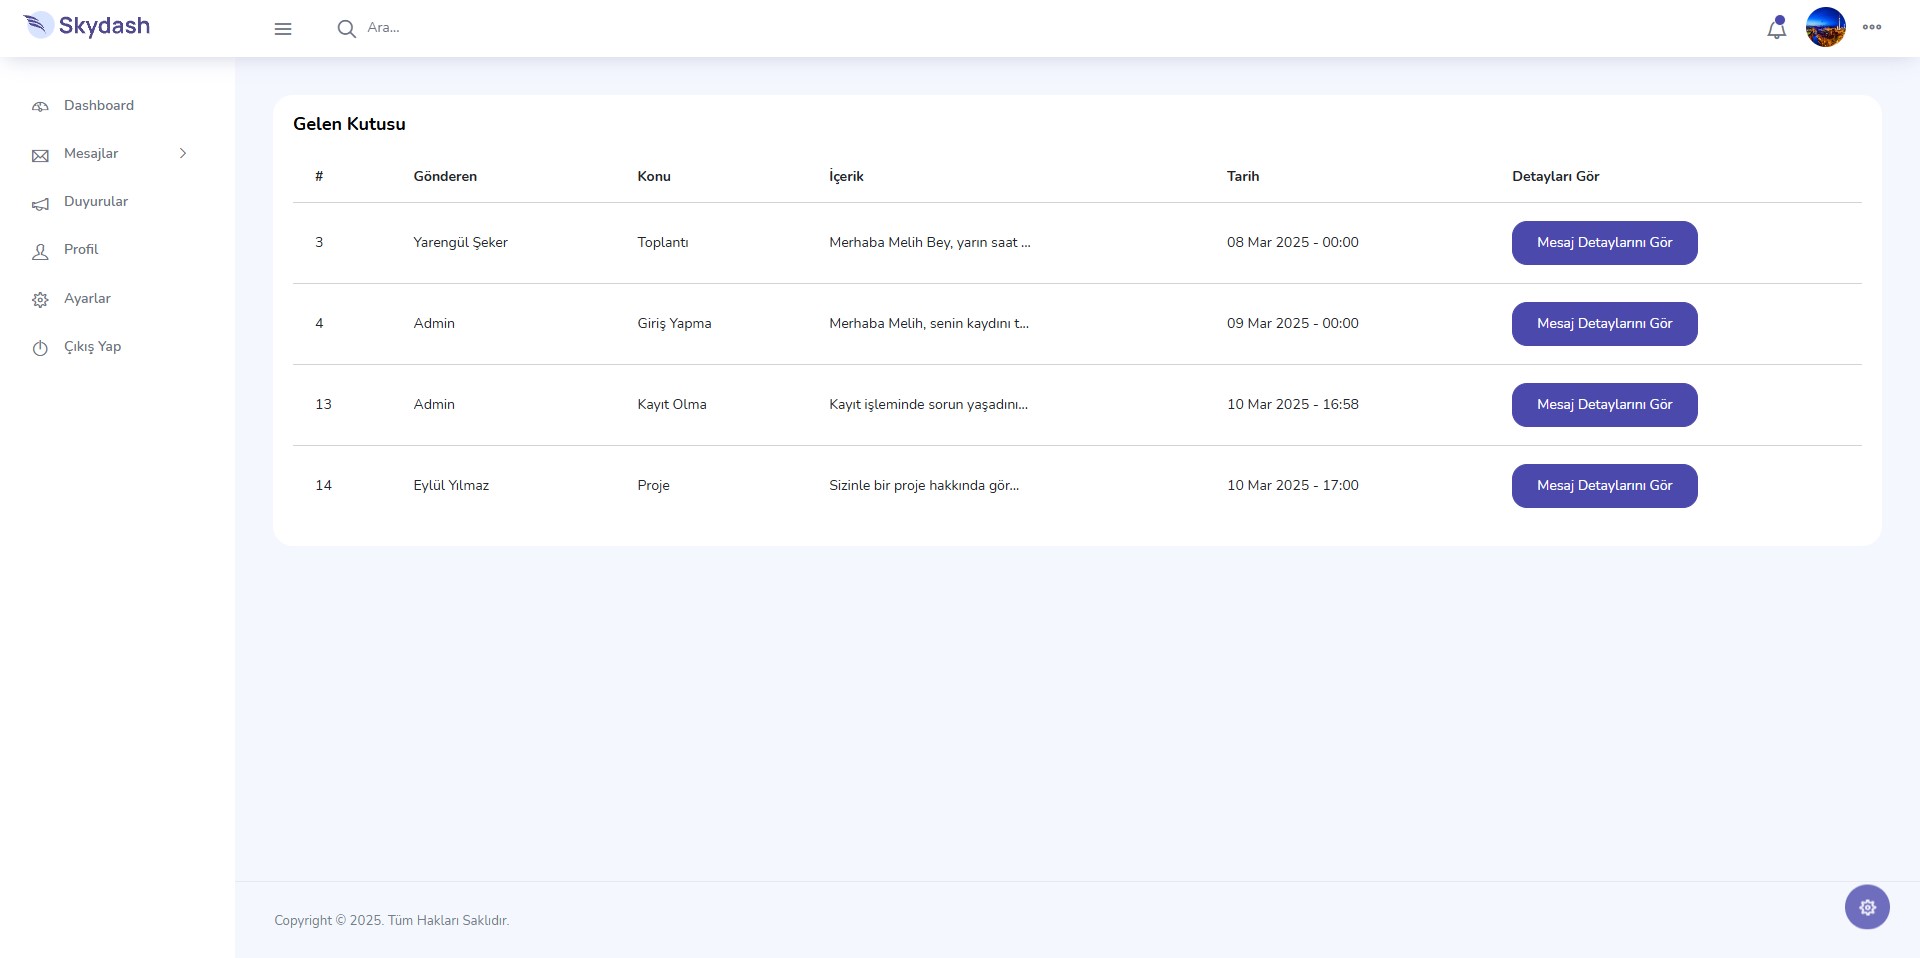 Skydash
Ara...
Dashboard
Mesajlar
Duyurular
Profil
Ayarlar
Çıkış Yap
Gelen Kutusu
# Gönderen Konu İçerik Tarih Detayları Gör
3 Yarengül Şeker Toplantı Merhaba Melih Bey, yarın saat ... 08 Mar 2025 - 00:00 Mesaj Detaylarını Gör
4 Admin Giriş Yapma Merhaba Melih, senin kaydını t... 09 Mar 2025 - 00:00 Mesaj Detaylarını Gör
13 Admin Kayıt Olma Kayıt işleminde sorun yaşadını... 10 Mar 2025 - 16:58 Mesaj Detaylarını Gör
14 Eylül Yılmaz Proje Sizinle bir proje hakkında gör... 10 Mar 2025 - 17:00 Mesaj Detaylarını Gör
Copyright © 2025. Tüm Hakları Saklıdır.